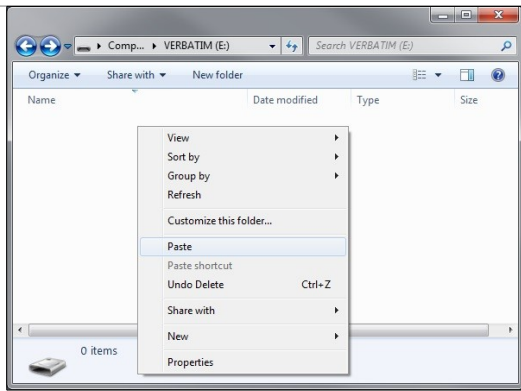 Comp... VERBATIM (E:) Search VERBATIM (E:)
Organize Share with New folder
Name Date modified Type Size
View
Sort by
Group by
Refresh
Customize this folder...
Paste
Paste shortcut
Undo Delete Ctrl+Z
Share with
New
0 items
Properties